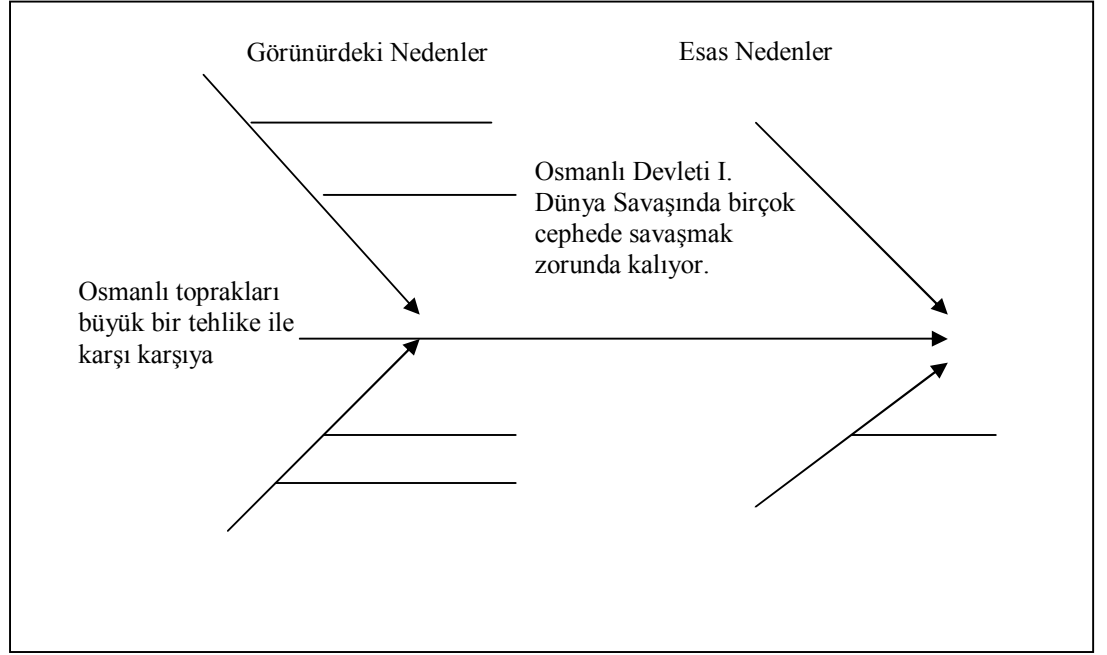 Görünürdeki Nedenler
Esas Nedenler
Osmanlı Devleti I.
Dünya Savaşında birçok
cephede savaşmak
zorunda kalıyor.
Osmanlı toprakları
büyük bir tehlike ile
karşı karşıya